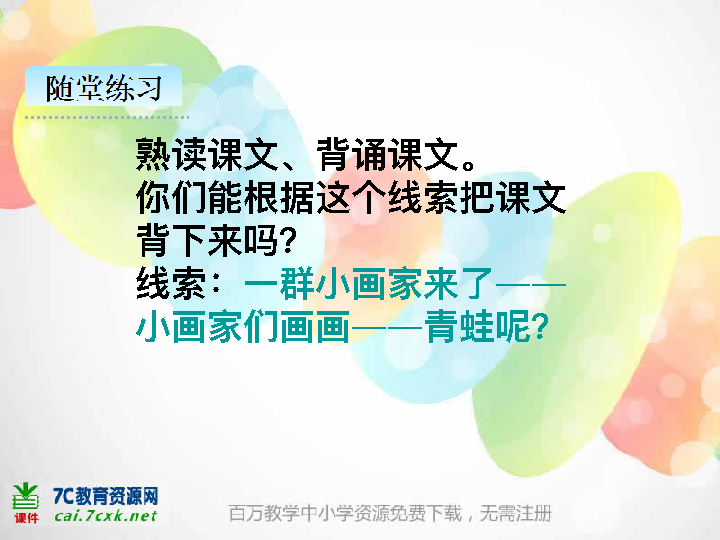 随堂练习
熟读课文、背诵课文。
你们能根据这个线索把课文
背下来吗？
线索：一群小画家来了——
小画家们画画——青蛙呢？
7C教育资源网
课件 cai.7cxk.net
百万教学中小学资源免费下载，无需注册